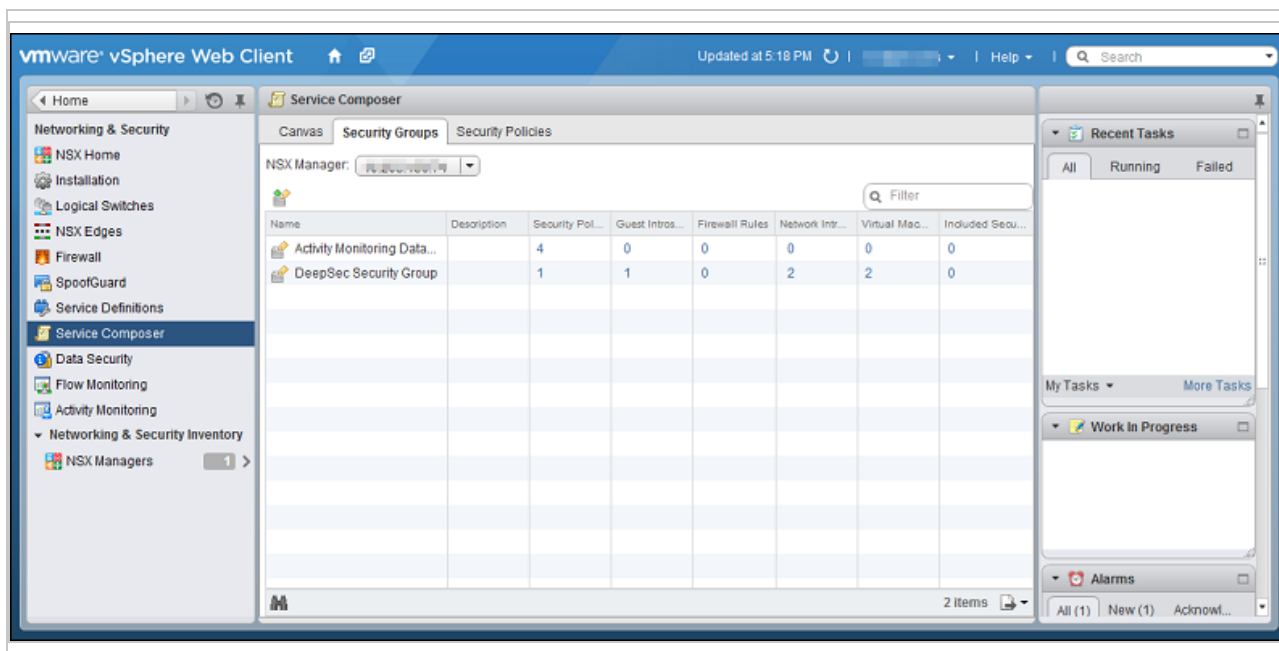 vmware® vSphere Web Client Updated at 5:18 PM | | Help | Search
Home
Networking & Security
NSX Home
Installation
Logical Switches
NSX Edges
Firewall
SpoofGuard
Service Definitions
Service Composer
Data Security
Flow Monitoring
Activity Monitoring
Networking & Security Inventory
NSX Managers 1
Service Composer
Canvas Security Groups Security Policies
NSX Manager:
Filter
Name Description Security Pol... Guest Intros... Firewall Rules Network Intr... Virtual Mac... Included Secu...
Activity Monitoring Data... 4 0 0 0 0 0
DeepSec Security Group 1 1 0 2 2 0
2 items
Recent Tasks
All Running Failed
My Tasks More Tasks
Work In Progress
Alarms
All (1) New (1) Acknowl...